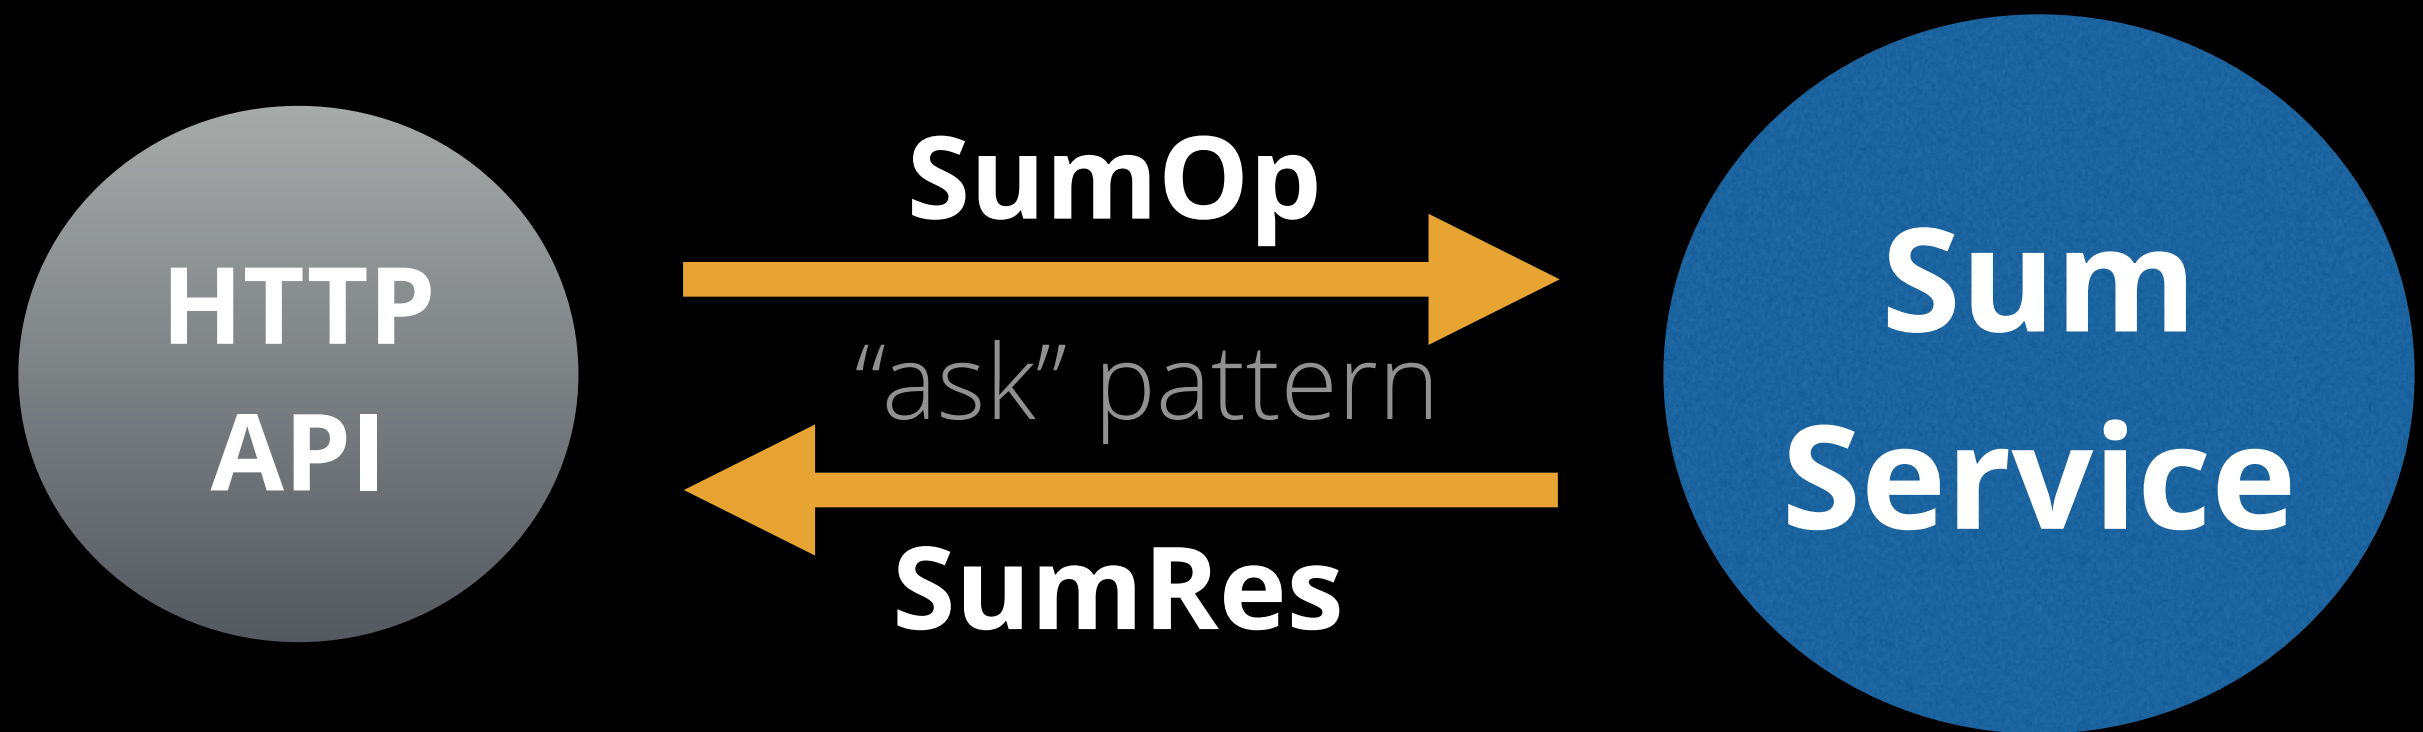 HTTP
API
SumOp
“ask” pattern
SumRes
Sum
Service